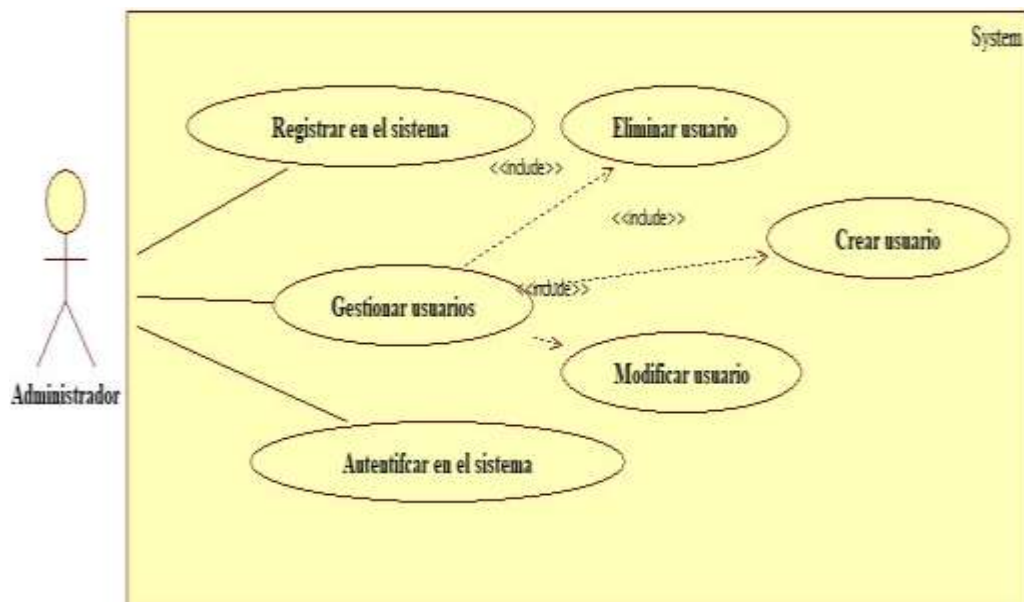 System
Registrar en el sistema
Eliminar usuario
<<include>>
<<include>>
Crear usuario
<<include>>
Gestionar usuarios
Modificar usuario
Administrador
Autentifcar en el sistema